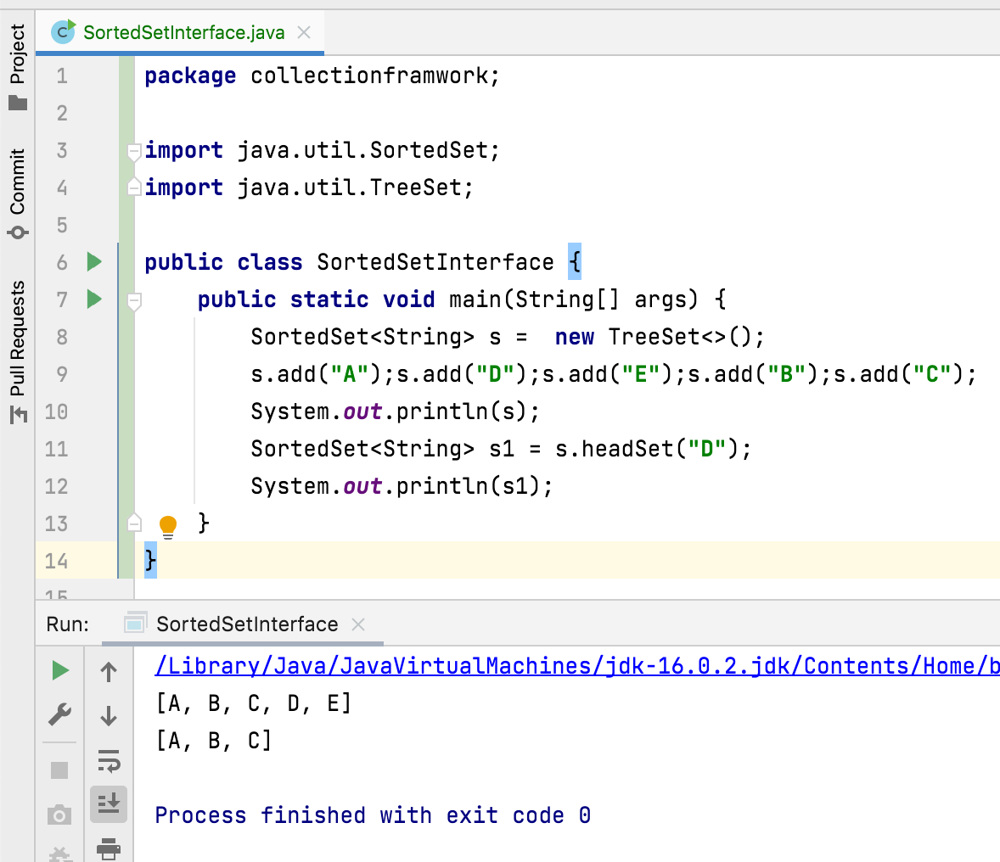 SortedSetInterface.java
Project
Commit
Pull Requests
1 package collectionframwork;
2
3 import java.util.SortedSet;
4 import java.util.TreeSet;
5
6 public class SortedSetInterface {
7 public static void main(String[] args) {
8 SortedSet<String> s =  new TreeSet<>();
9 s.add("A");s.add("D");s.add("E");s.add("B");s.add("C");
10 System.out.println(s);
11 SortedSet<String> s1 = s.headSet("D");
12 System.out.println(s1);
13 }
14 }
15
Run: SortedSetInterface
/Library/Java/JavaVirtualMachines/jdk-16.0.2.jdk/Contents/Home/b
[A, B, C, D, E]
[A, B, C]
Process finished with exit code 0